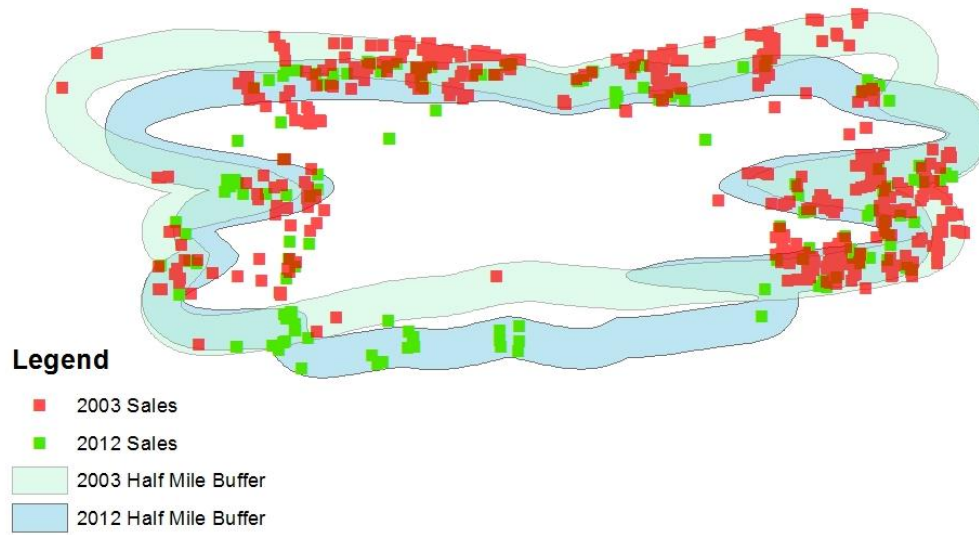 Legend
2003 Sales
2012 Sales
2003 Half Mile Buffer
2012 Half Mile Buffer